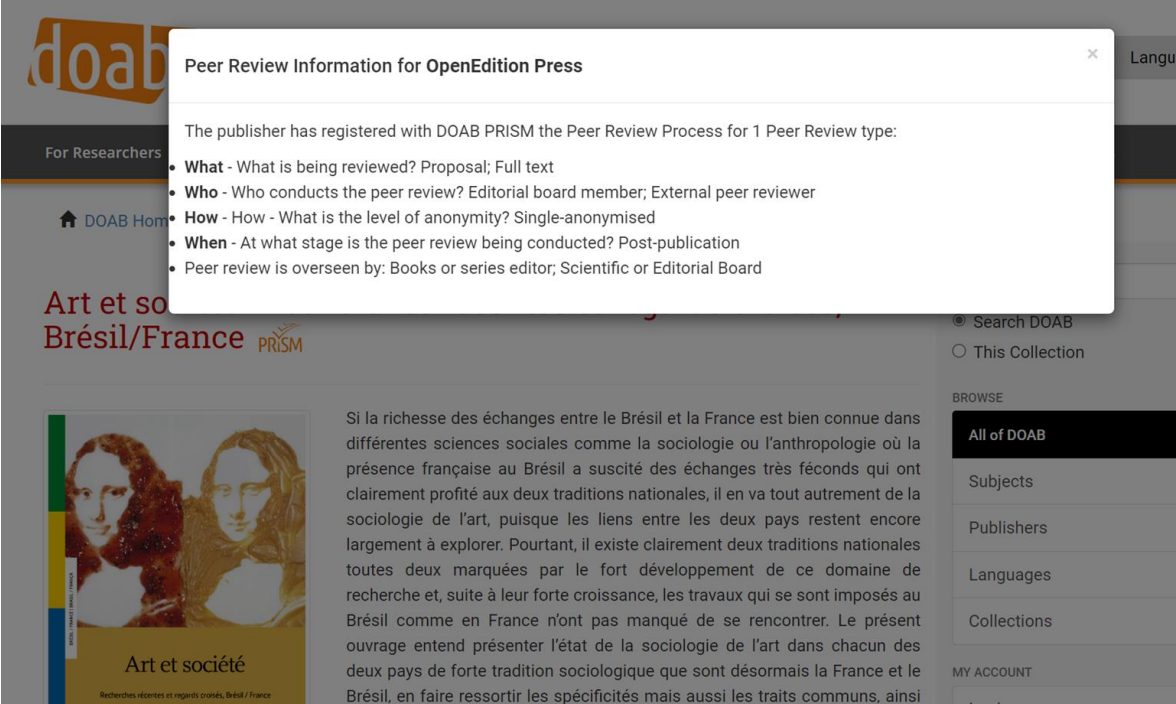 doab
Peer Review Information for OpenEdition Press
×
Langu
The publisher has registered with DOAB PRISM the Peer Review Process for 1 Peer Review type:
For Researchers
What - What is being reviewed? Proposal; Full text
Who - Who conducts the peer review? Editorial board member; External peer reviewer
How - How - What is the level of anonymity? Single-anonymised
DOAB Hom
When - At what stage is the peer review being conducted? Post-publication
Peer review is overseen by: Books or series editor; Scientific or Editorial Board
Art et so
Brésil/France PRISM
Si la richesse des échanges entre le Brésil et la France est bien connue dans
différentes sciences sociales comme la sociologie ou l'anthropologie où la
présence française au Brésil a suscité des échanges très féconds qui ont
clairement profité aux deux traditions nationales, il en va tout autrement de la
sociologie de l'art, puisque les liens entre les deux pays restent encore
largement à explorer. Pourtant, il existe clairement deux traditions nationales
toutes deux marquées par le fort développement de ce domaine de
recherche et, suite à leur forte croissance, les travaux qui se sont imposés au
Brésil comme en France n'ont pas manqué de se rencontrer. Le présent
ouvrage entend présenter l'état de la sociologie de l'art dans chacun des
deux pays de forte tradition sociologique que sont désormais la France et le
Brésil, en faire ressortir les spécificités mais aussi les traits communs, ainsi
BRÉSIL / FRANCE / BRASIL / FRANÇA
Art et société
Recherches récentes et regards croisés, Brésil / France
Search DOAB
This Collection
BROWSE
All of DOAB
Subjects
Publishers
Languages
Collections
MY ACCOUNT